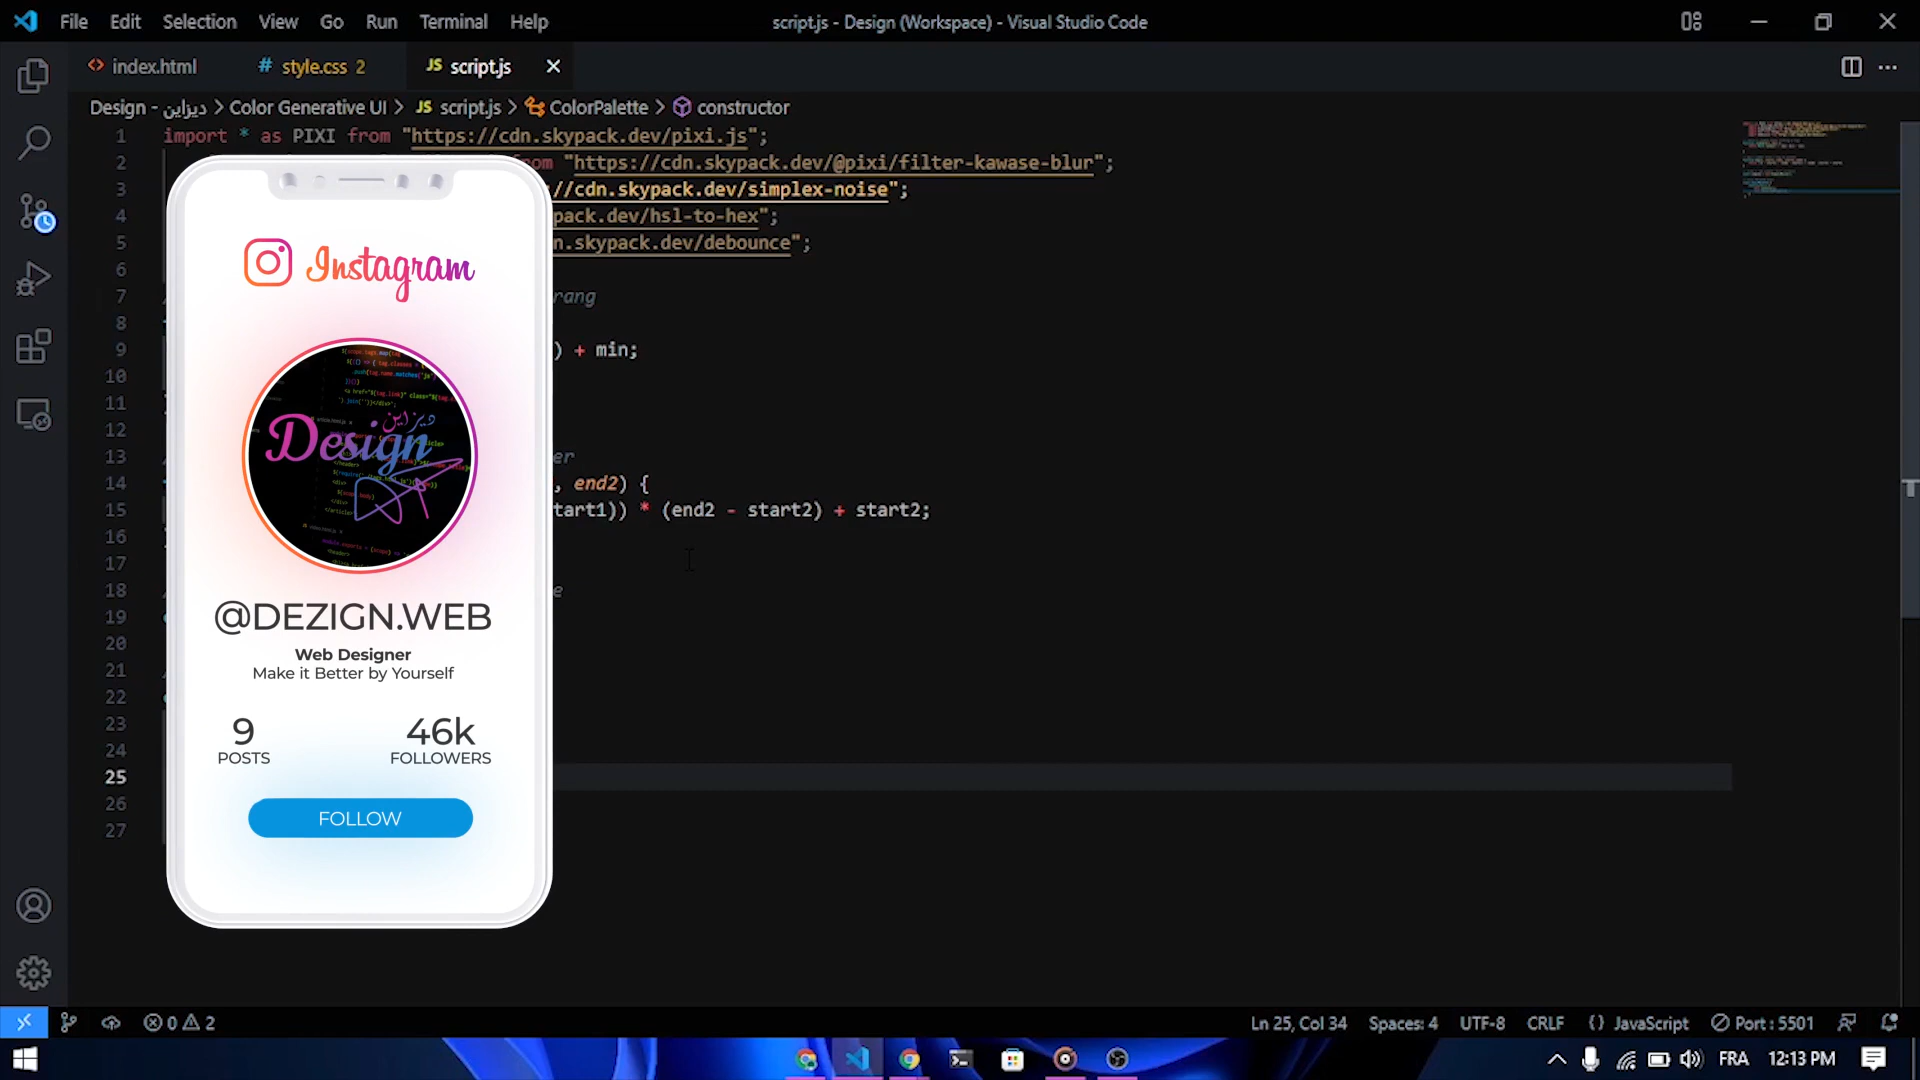 File Edit Selection View Go Run Terminal Help
script.js - Design (Workspace) - Visual Studio Code
<> index.html
# style.css 2
JS script.js
Design - ديزاين > Color Generative UI > JS script.js > ColorPalette > constructor
1 import * as PIXI from "https://cdn.skypack.dev/pixi.js";
2 from "https://cdn.skypack.dev/@pixi/filter-kawase-blur";
3 //cdn.skypack.dev/simplex-noise";
4 pack.dev/hsl-to-hex";
5 n.skypack.dev/debounce";
6
7 rang
8
9 ) + min;
10
11
12
13 er
14 , end2) {
15 tart1)) * (end2 - start2) + start2;
16
17
18 e
19
20
21
22
23
24
25
26
27
Instagram
ديزاين
Design
@DEZIGN.WEB
Web Designer
Make it Better by Yourself
9 46k
POSTS FOLLOWERS
FOLLOW
0 2
Ln 25, Col 34 Spaces: 4 UTF-8 CRLF {} JavaScript Port : 5501
FRA 12:13 PM